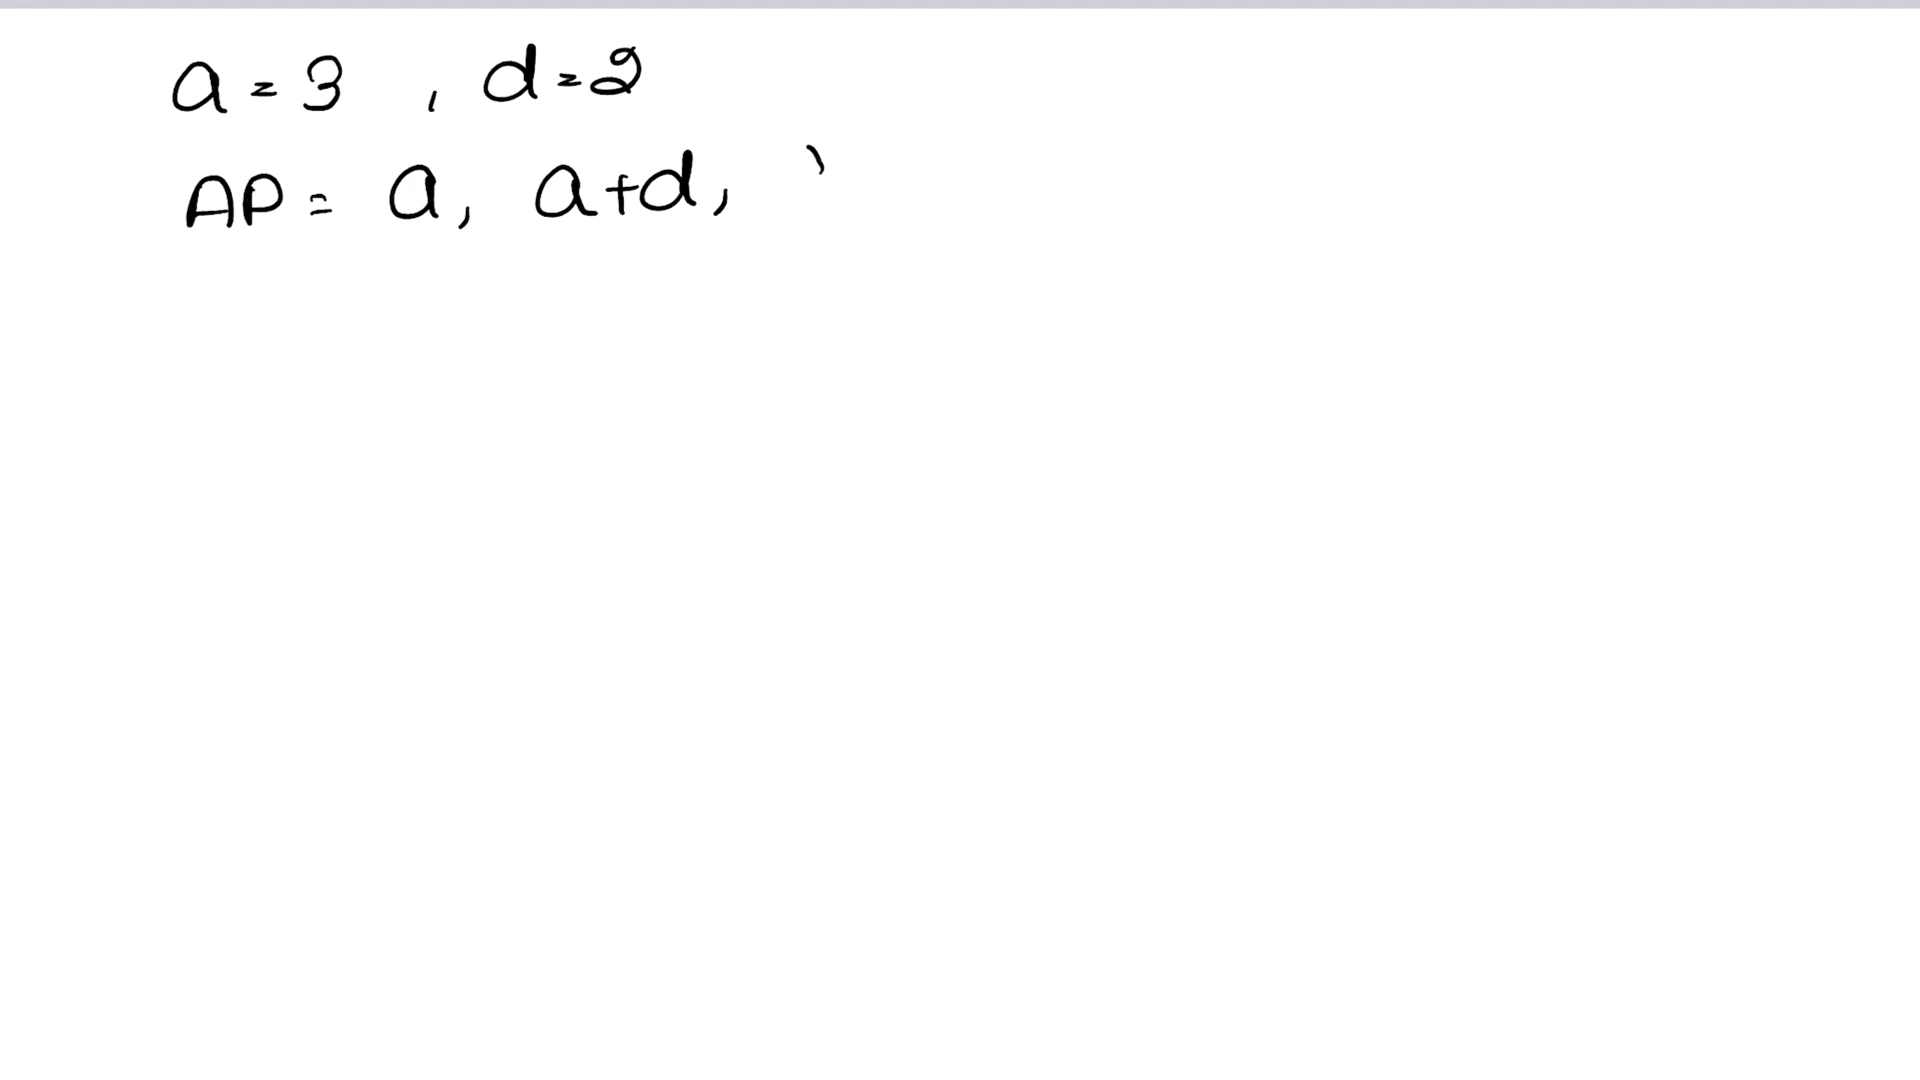 a = 3 , d = 2
AP = a, a+d,